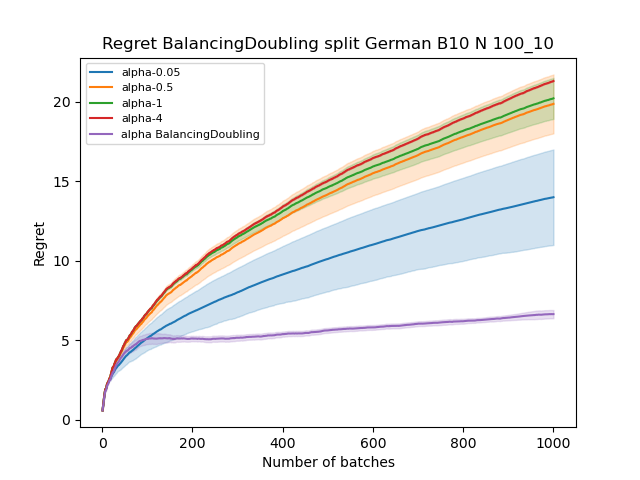 Regret BalancingDoubling split German B10 N 100_10
alpha-0.05
alpha-0.5
alpha-1
alpha-4
alpha BalancingDoubling
20
15
10
5
0
Regret
0 200 400 600 800 1000
Number of batches